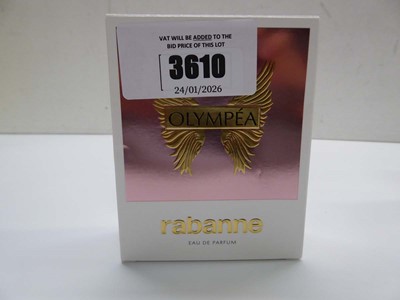 VAT WILL BE ADDED TO THE
BID PRICE OF THIS LOT
3610
24/01/2026
OLYMPÉA
rabanne
EAU DE PARFUM